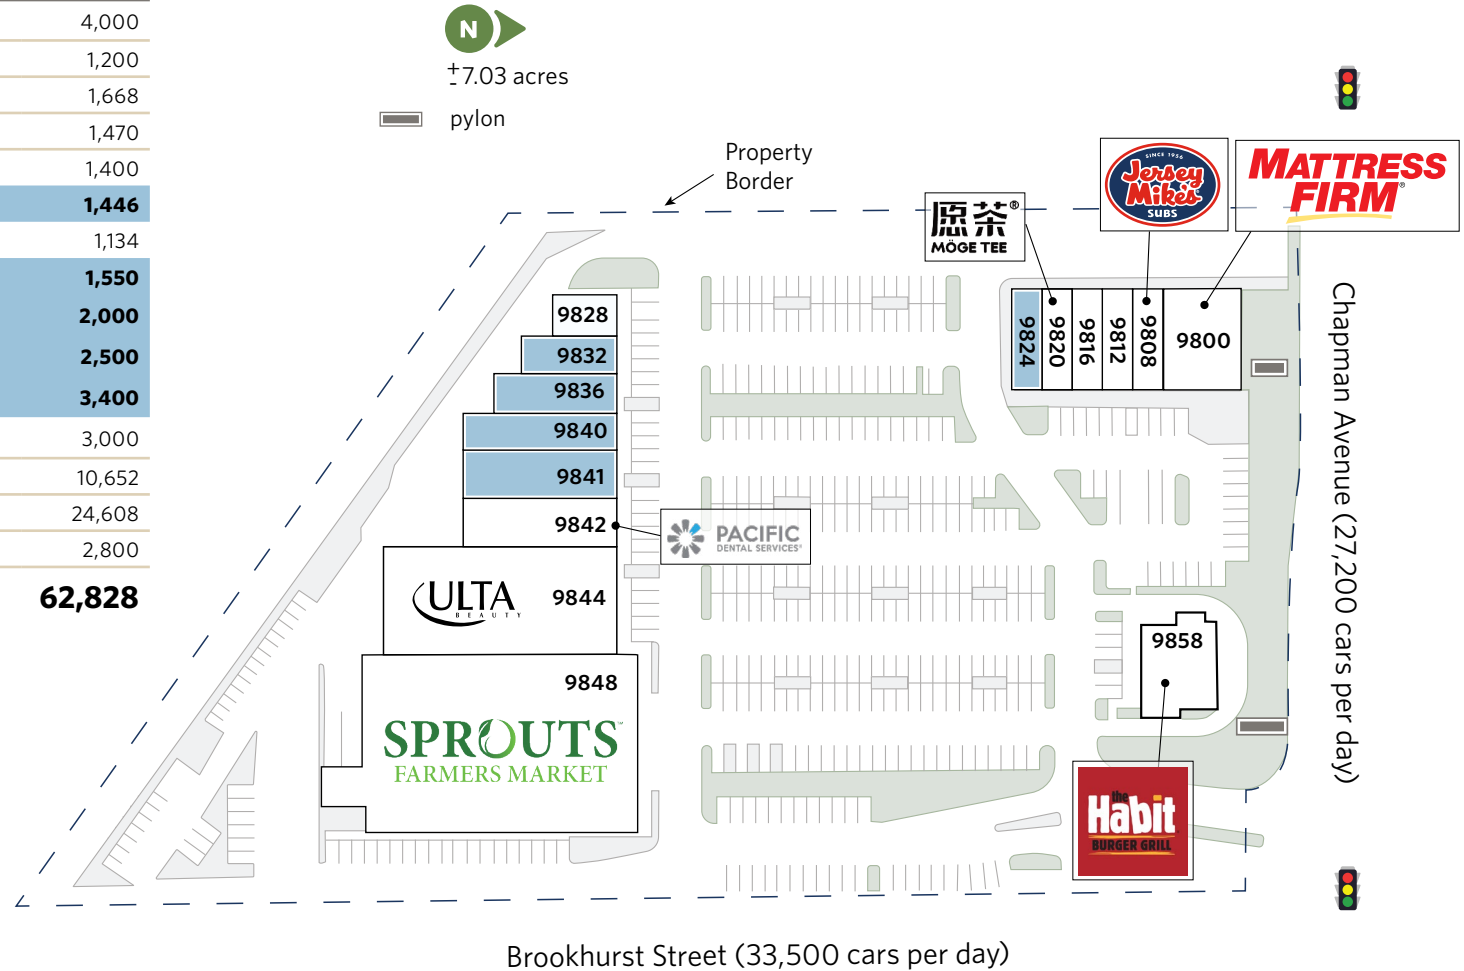 4,000
1,200
1,668
1,470
1,400
1,446
1,134
1,550
2,000
2,500
3,400
3,000
10,652
24,608
2,800
62,828
N
±7.03 acres
pylon
Property
Border
愿茶®
MÖGE TEE
SINCE 1956
Jersey
Mike's
SUBS
MATTRESS
FIRM®
9824
9820
9816
9812
9808
9800
9828
9832
9836
9840
9841
9842
PACIFIC
DENTAL SERVICES®
ULTA
BEAUTY
9844
9848
SPROUTS™
FARMERS MARKET
9858
the
Habit
BURGER GRILL
Chapman Avenue (27,200 cars per day)
Brookhurst Street (33,500 cars per day)